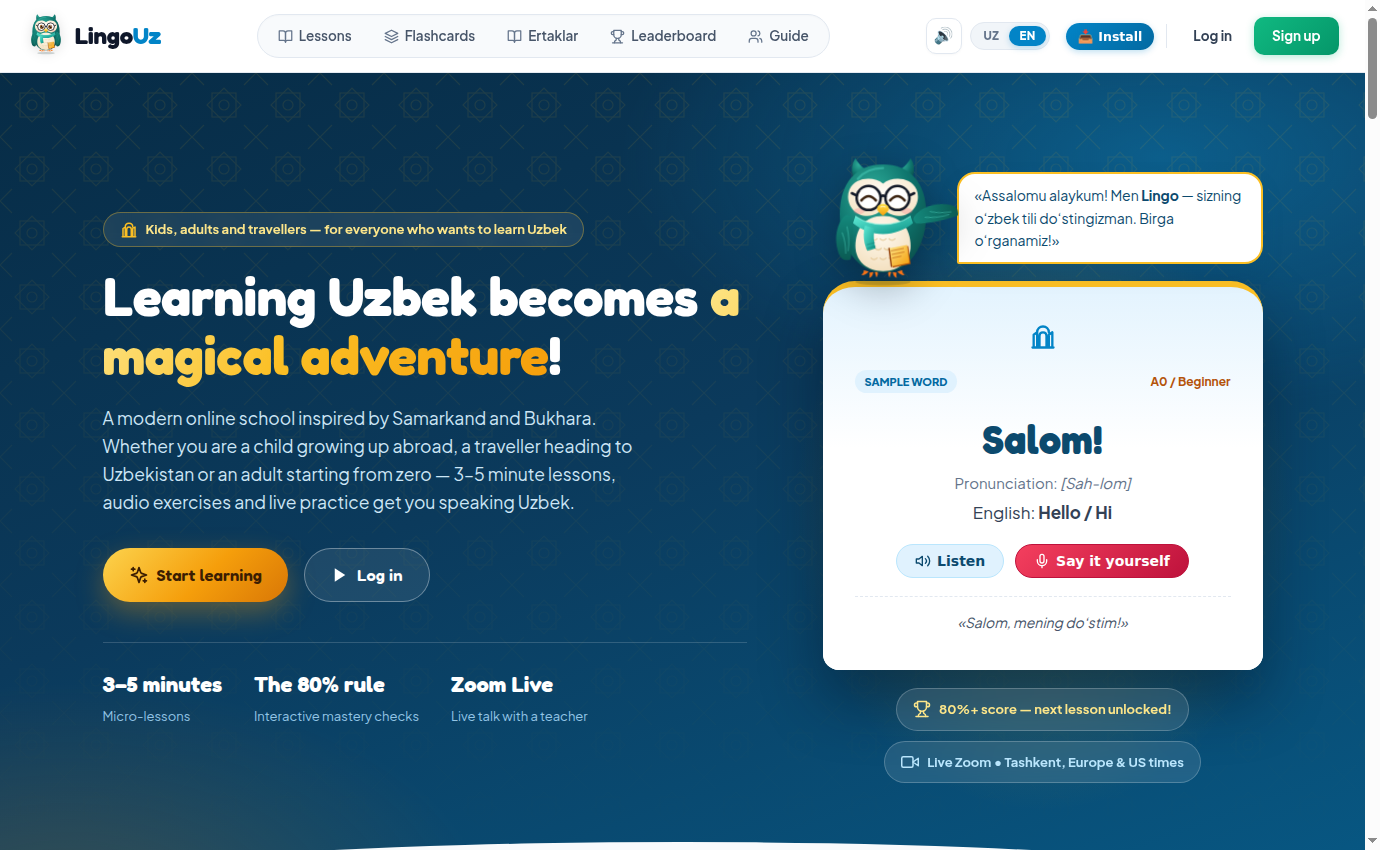 LingoUz
Lessons
Flashcards
Ertaklar
Leaderboard
Guide
UZ
EN
Install
Log in
Sign up
Kids, adults and travellers — for everyone who wants to learn Uzbek
Learning Uzbek becomes a
magical adventure!
A modern online school inspired by Samarkand and Bukhara.
Whether you are a child growing up abroad, a traveller heading to
Uzbekistan or an adult starting from zero — 3–5 minute lessons,
audio exercises and live practice get you speaking Uzbek.
Start learning
Log in
3–5 minutes
Micro-lessons
The 80% rule
Interactive mastery checks
Zoom Live
Live talk with a teacher
«Assalomu alaykum! Men Lingo — sizning
oʻzbek tili doʻstingizman. Birga
oʻrganamiz!»
SAMPLE WORD
A0 / Beginner
Salom!
Pronunciation: [Sah-lom]
English: Hello / Hi
Listen
Say it yourself
«Salom, mening doʻstim!»
80%+ score — next lesson unlocked!
Live Zoom • Tashkent, Europe & US times